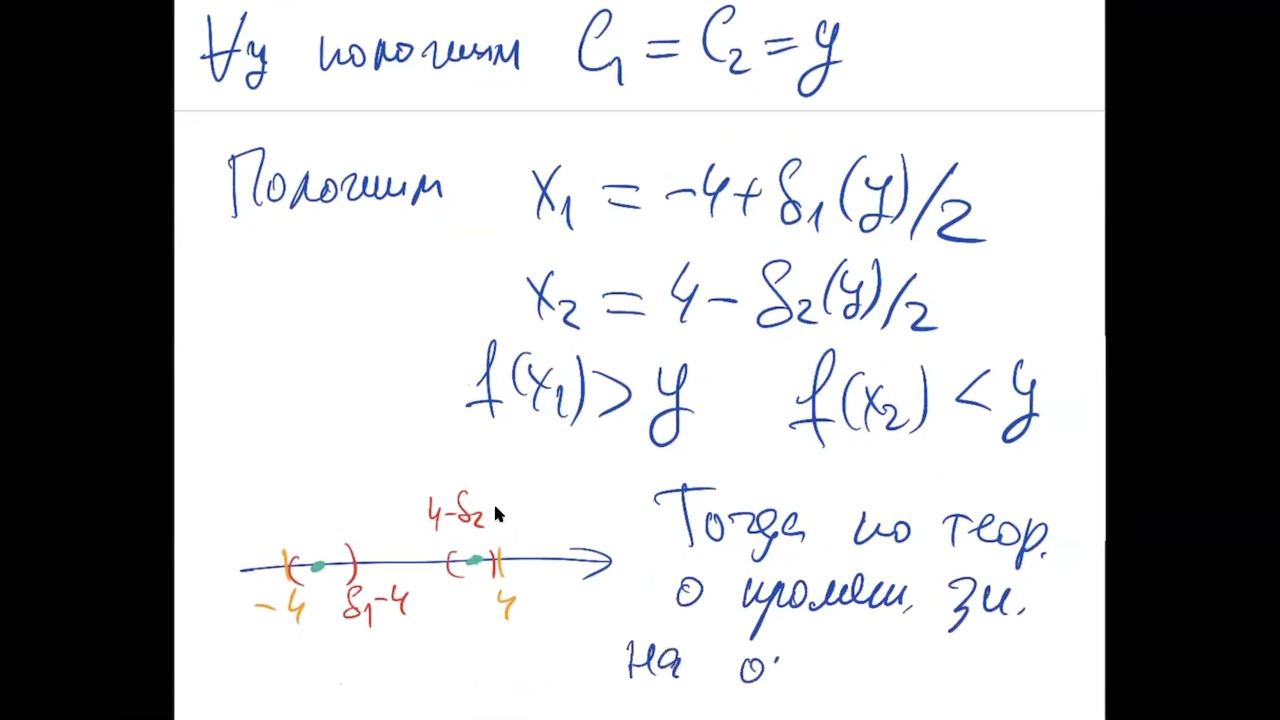 ∀y положим C₁ = C₂ = y
Положим x₁ = -4 + δ₁(y)/2
x₂ = 4 - δ₂(y)/2
f(x₁) > y f(x₂) < y
4-δ₂
-4 δ₁-4 4
Тогда по теор.
о промеж. зн.
на о